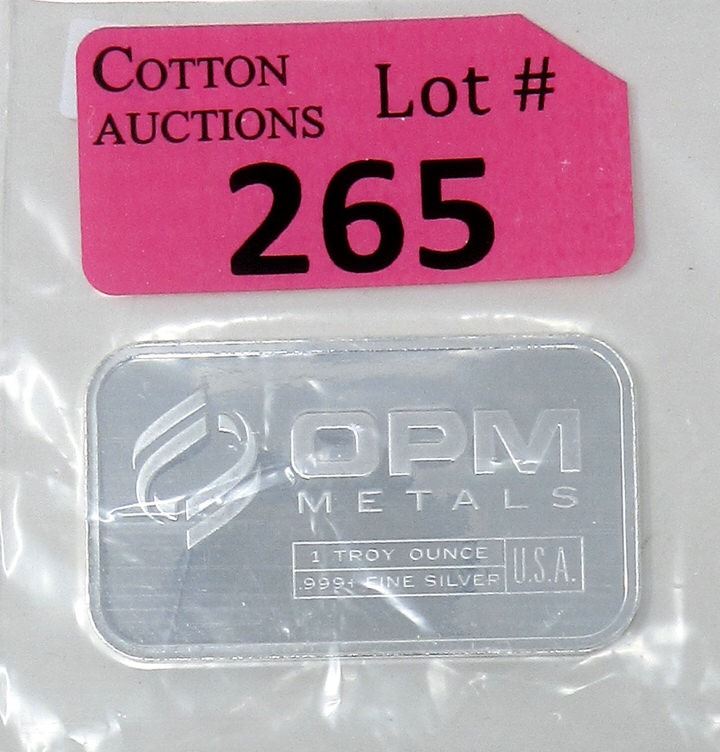 COTTON
AUCTIONS
Lot #
265
OPM
METALS
1 TROY OUNCE
.999+ FINE SILVER
U.S.A.